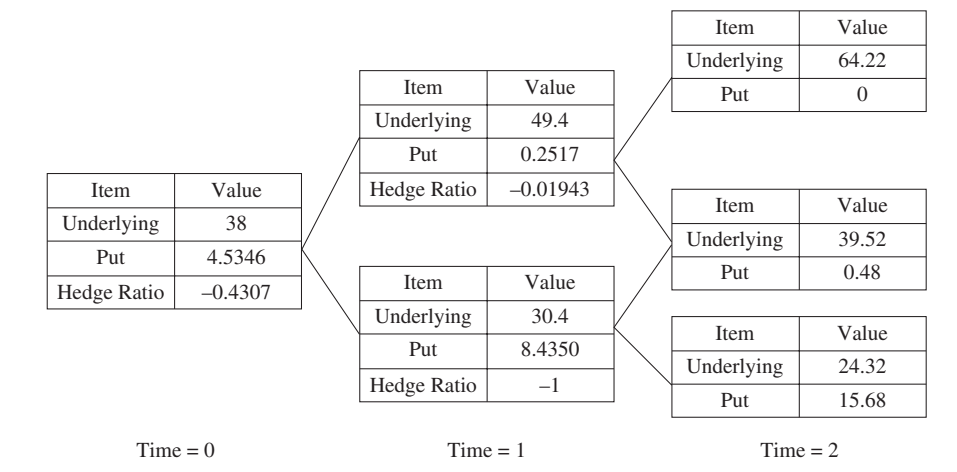 Item Value
Underlying 38
Put 4.5346
Hedge Ratio –0.4307
Item Value
Underlying 49.4
Put 0.2517
Hedge Ratio –0.01943
Item Value
Underlying 30.4
Put 8.4350
Hedge Ratio –1
Item Value
Underlying 64.22
Put 0
Item Value
Underlying 39.52
Put 0.48
Item Value
Underlying 24.32
Put 15.68
Time = 0 Time = 1 Time = 2